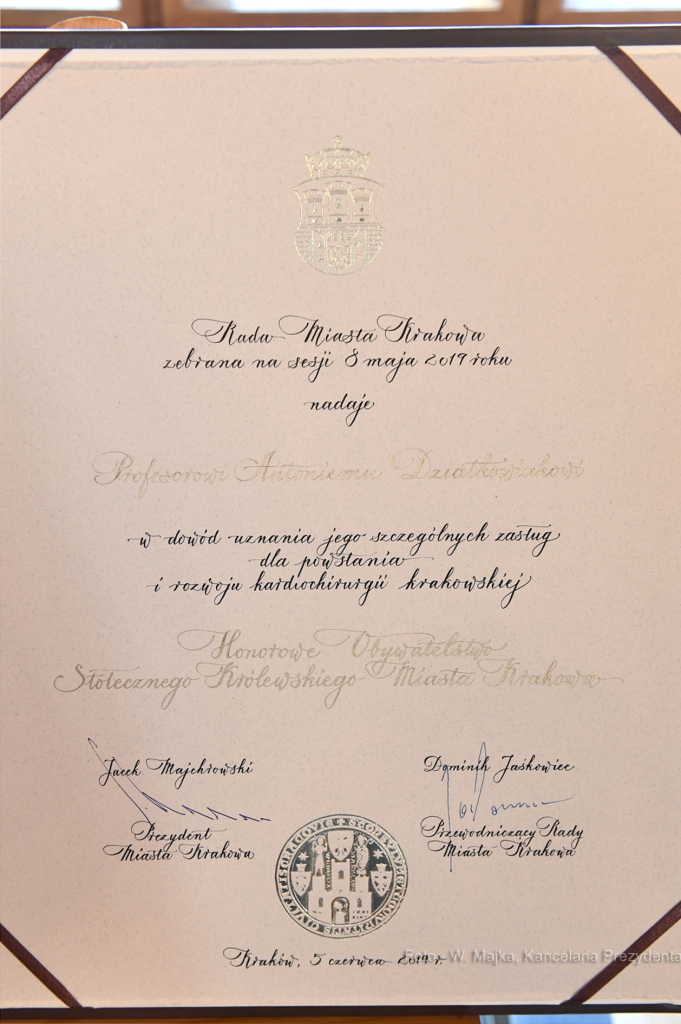 Rada Miasta Krakowa
zebrana na sesji 8 maja 2019 roku
nadaje
Profesorowi Antoniemu Dziatkowiakowi
w dowód uznania jego szczególnych zasług
dla powstania
i rozwoju kardiochirurgii krakowskiej
Honorowe Obywatelstwo
Stołecznego Królewskiego Miasta Krakowa
Jacek Majchrowski
Prezydent
Miasta Krakowa
Dominik Jaśkowiec
Przewodniczący Rady
Miasta Krakowa
Kraków, 5 czerwca 2019 r.
Foto: W. Majka, Kancelaria Prezydenta